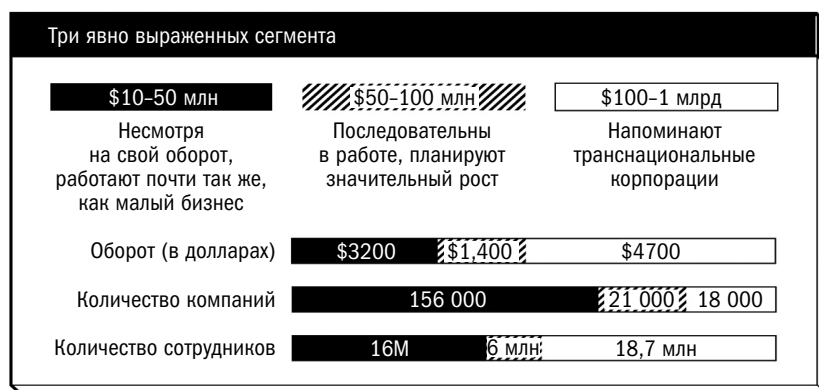 Три явно выраженных сегмента
$10–50 млн
$50–100 млн
$100–1 млрд
Несмотря
на свой оборот,
работают почти так же,
как малый бизнес
Последовательны
в работе, планируют
значительный рост
Напоминают
транснациональные
корпорации
Оборот (в долларах) $3200 $1,400 $4700
Количество компаний 156 000 21 000 18 000
Количество сотрудников 16М 6 млн 18,7 млн